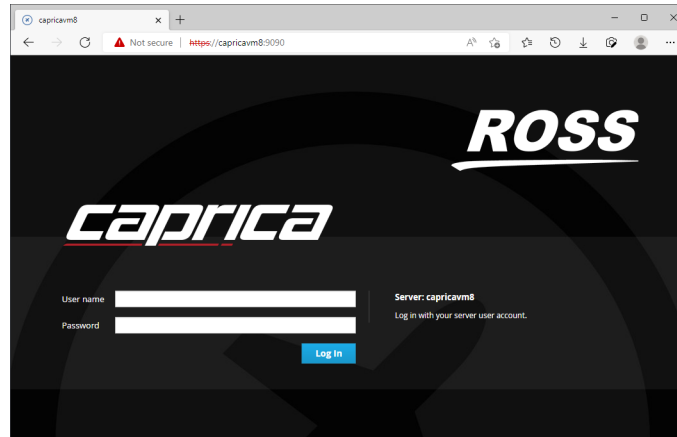 capricavm8
Not secure | https://capricavm8:9090
ROSS
caprica
User name
Password
Log In
Server: capricavm8
Log in with your server user account.